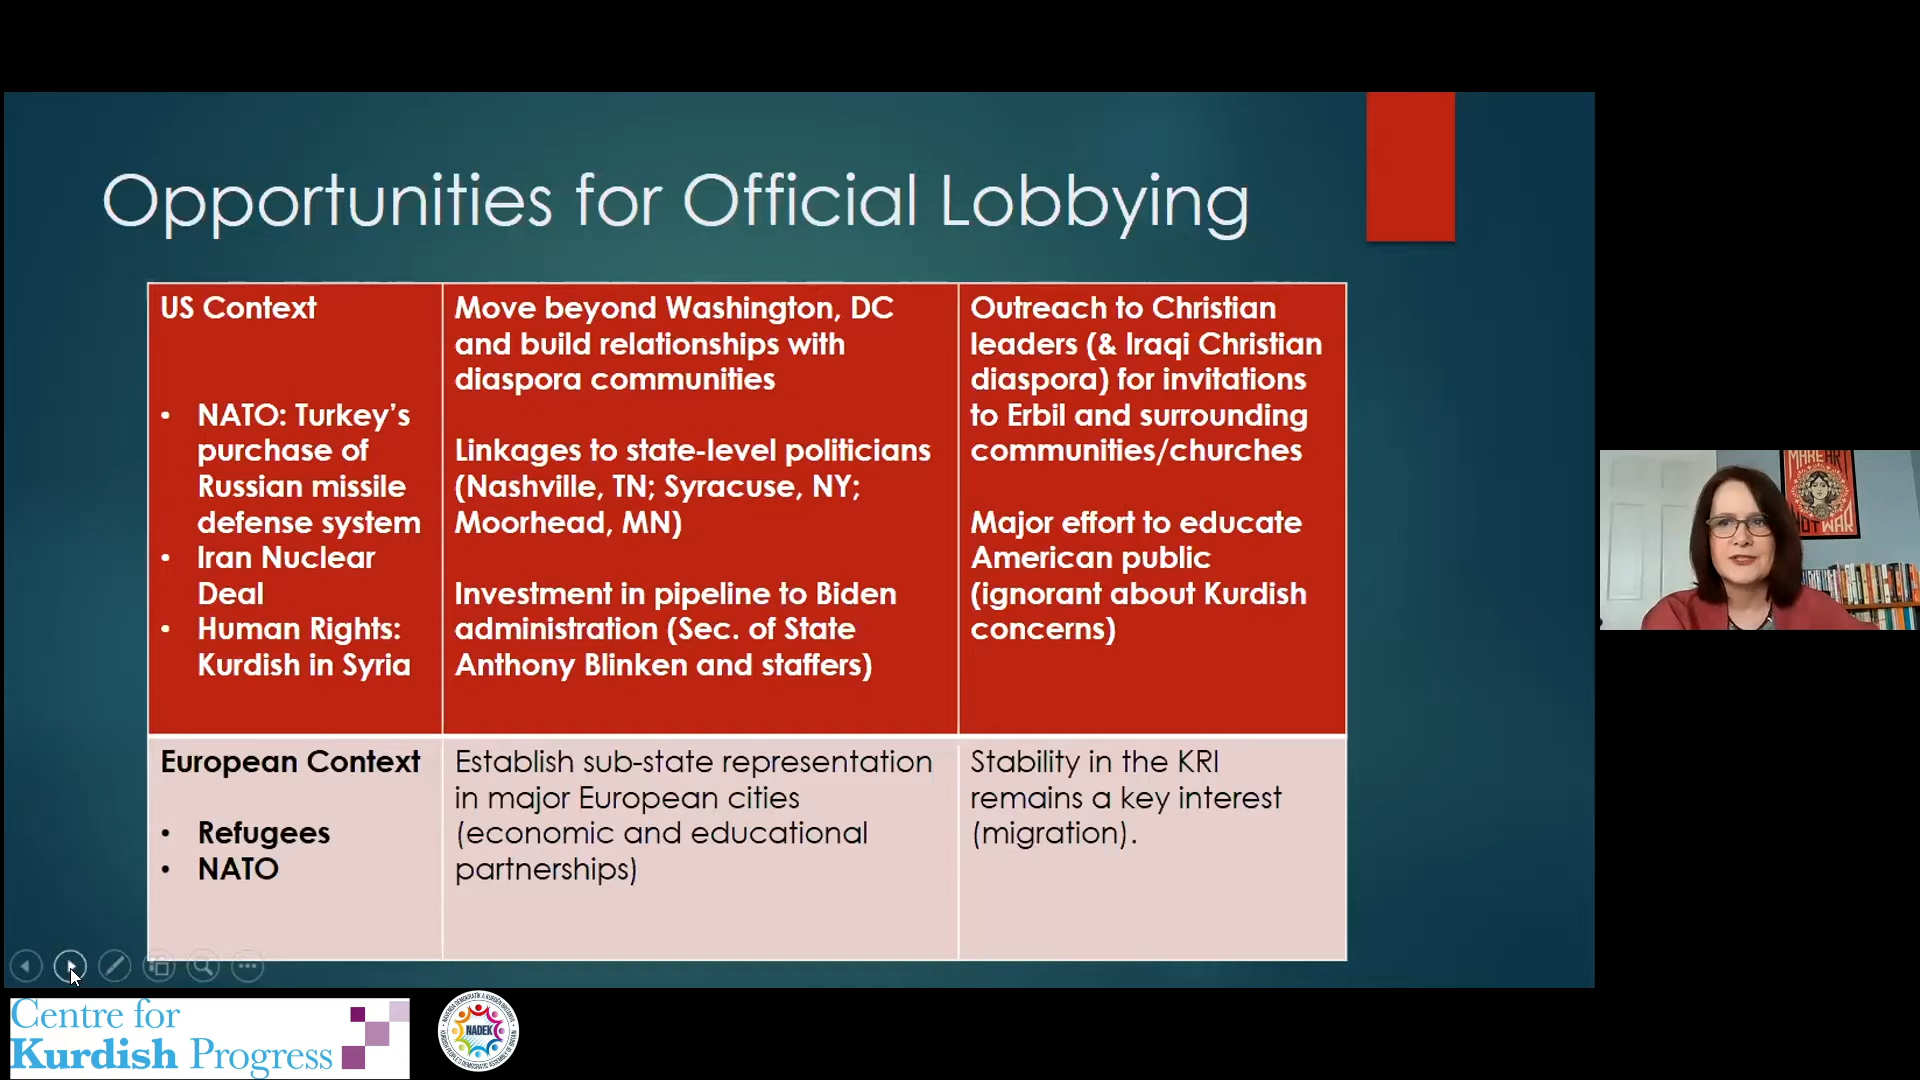 Opportunities for Official Lobbying
US Context
• NATO: Turkey's
purchase of
Russian missile
defense system
• Iran Nuclear
Deal
• Human Rights:
Kurdish in Syria
Move beyond Washington, DC
and build relationships with
diaspora communities
Linkages to state-level politicians
(Nashville, TN; Syracuse, NY;
Moorhead, MN)
Investment in pipeline to Biden
administration (Sec. of State
Anthony Blinken and staffers)
Outreach to Christian
leaders (& Iraqi Christian
diaspora) for invitations
to Erbil and surrounding
communities/churches
Major effort to educate
American public
(ignorant about Kurdish
concerns)
European Context
• Refugees
• NATO
Establish sub-state representation
in major European cities
(economic and educational
partnerships)
Stability in the KRI
remains a key interest
(migration).
MAKE ART
NOT WAR
Centre for
Kurdish Progress
NADEK